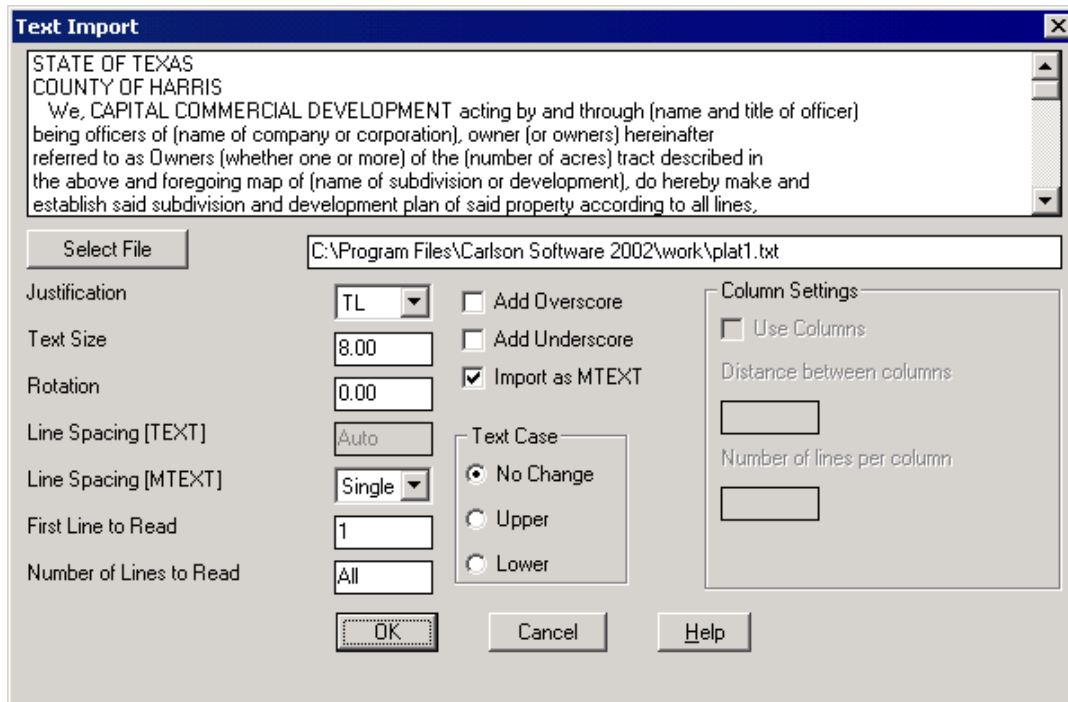 Text Import
STATE OF TEXAS
COUNTY OF HARRIS
We, CAPITAL COMMERCIAL DEVELOPMENT acting by and through (name and title of officer)
being officers of (name of company or corporation), owner (or owners) hereinafter
referred to as Owners (whether one or more) of the (number of acres) tract described in
the above and foregoing map of (name of subdivision or development), do hereby make and
establish said subdivision and development plan of said property according to all lines,
Select File
C:\Program Files\Carlson Software 2002\work\plat1.txt
Justification
TL
Text Size
8.00
Rotation
0.00
Line Spacing [TEXT]
Auto
Line Spacing [MTEXT]
Single
First Line to Read
1
Number of Lines to Read
All
Add Overscore
Add Underscore
Import as MTEXT
Text Case
No Change
Upper
Lower
Column Settings
Use Columns
Distance between columns
Number of lines per column
OK
Cancel
Help